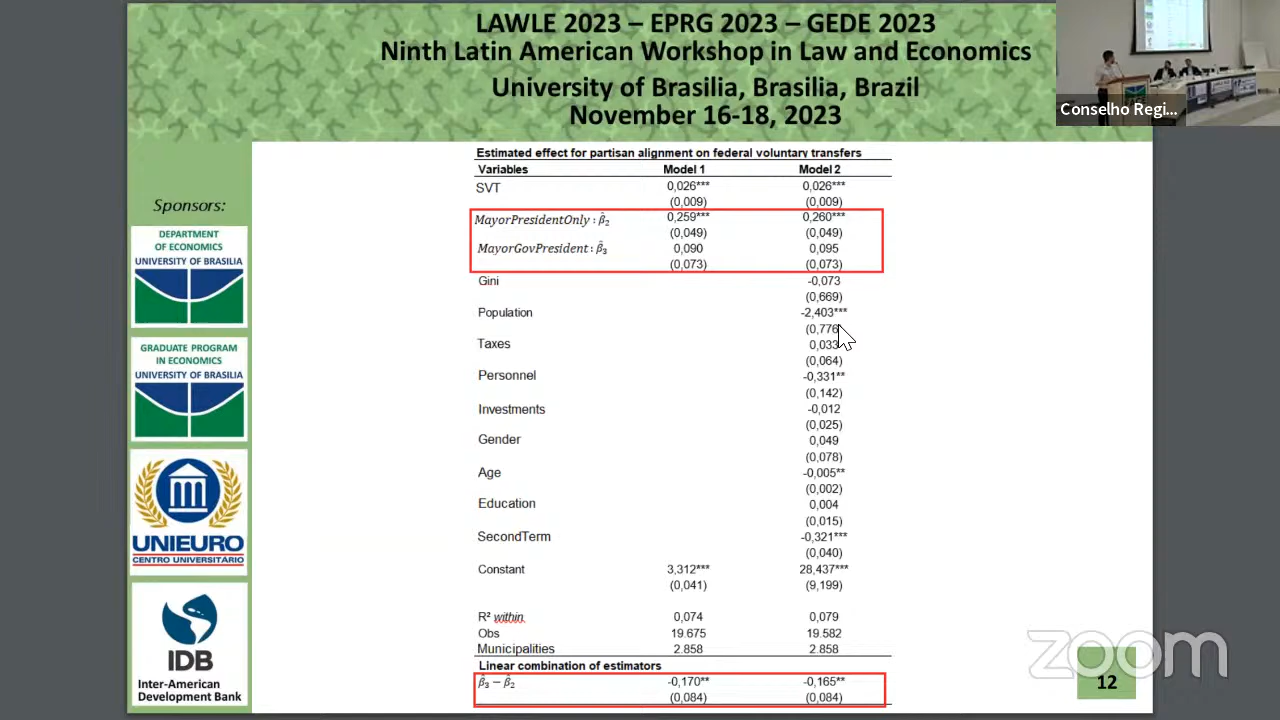 LAWLE 2023 – EPRG 2023 – GEDE 2023
Ninth Latin American Workshop in Law and Economics
University of Brasilia, Brasilia, Brazil
November 16-18, 2023
Conselho Regi...
Sponsors:
DEPARTMENT
OF ECONOMICS
UNIVERSITY OF BRASILIA
GRADUATE PROGRAM
IN ECONOMICS
UNIVERSITY OF BRASILIA
UNIEURO
CENTRO UNIVERSITÁRIO
IDB
Inter-American
Development Bank
Estimated effect for partisan alignment on federal voluntary transfers
Variables Model 1 Model 2
SVT 0,026*** 0,026***
(0,009) (0,009)
MayorPresidentOnly: β̂₂ 0,259*** 0,260***
(0,049) (0,049)
MayorGovPresident: β̂₃ 0,090 0,095
(0,073) (0,073)
Gini -0,073
(0,669)
Population -2,403***
(0,776
Taxes 0,033
(0,064)
Personnel -0,331**
(0,142)
Investments -0,012
(0,025)
Gender 0,049
(0,078)
Age -0,005**
(0,002)
Education 0,004
(0,015)
SecondTerm -0,321***
(0,040)
Constant 3,312*** 28,437***
(0,041) (9,199)
R² within 0,074 0,079
Obs 19.675 19.582
Municipalities 2.858 2.858
Linear combination of estimators
β̂₃ − β̂₂ -0,170** -0,165**
(0,084) (0,084)
zoom
12